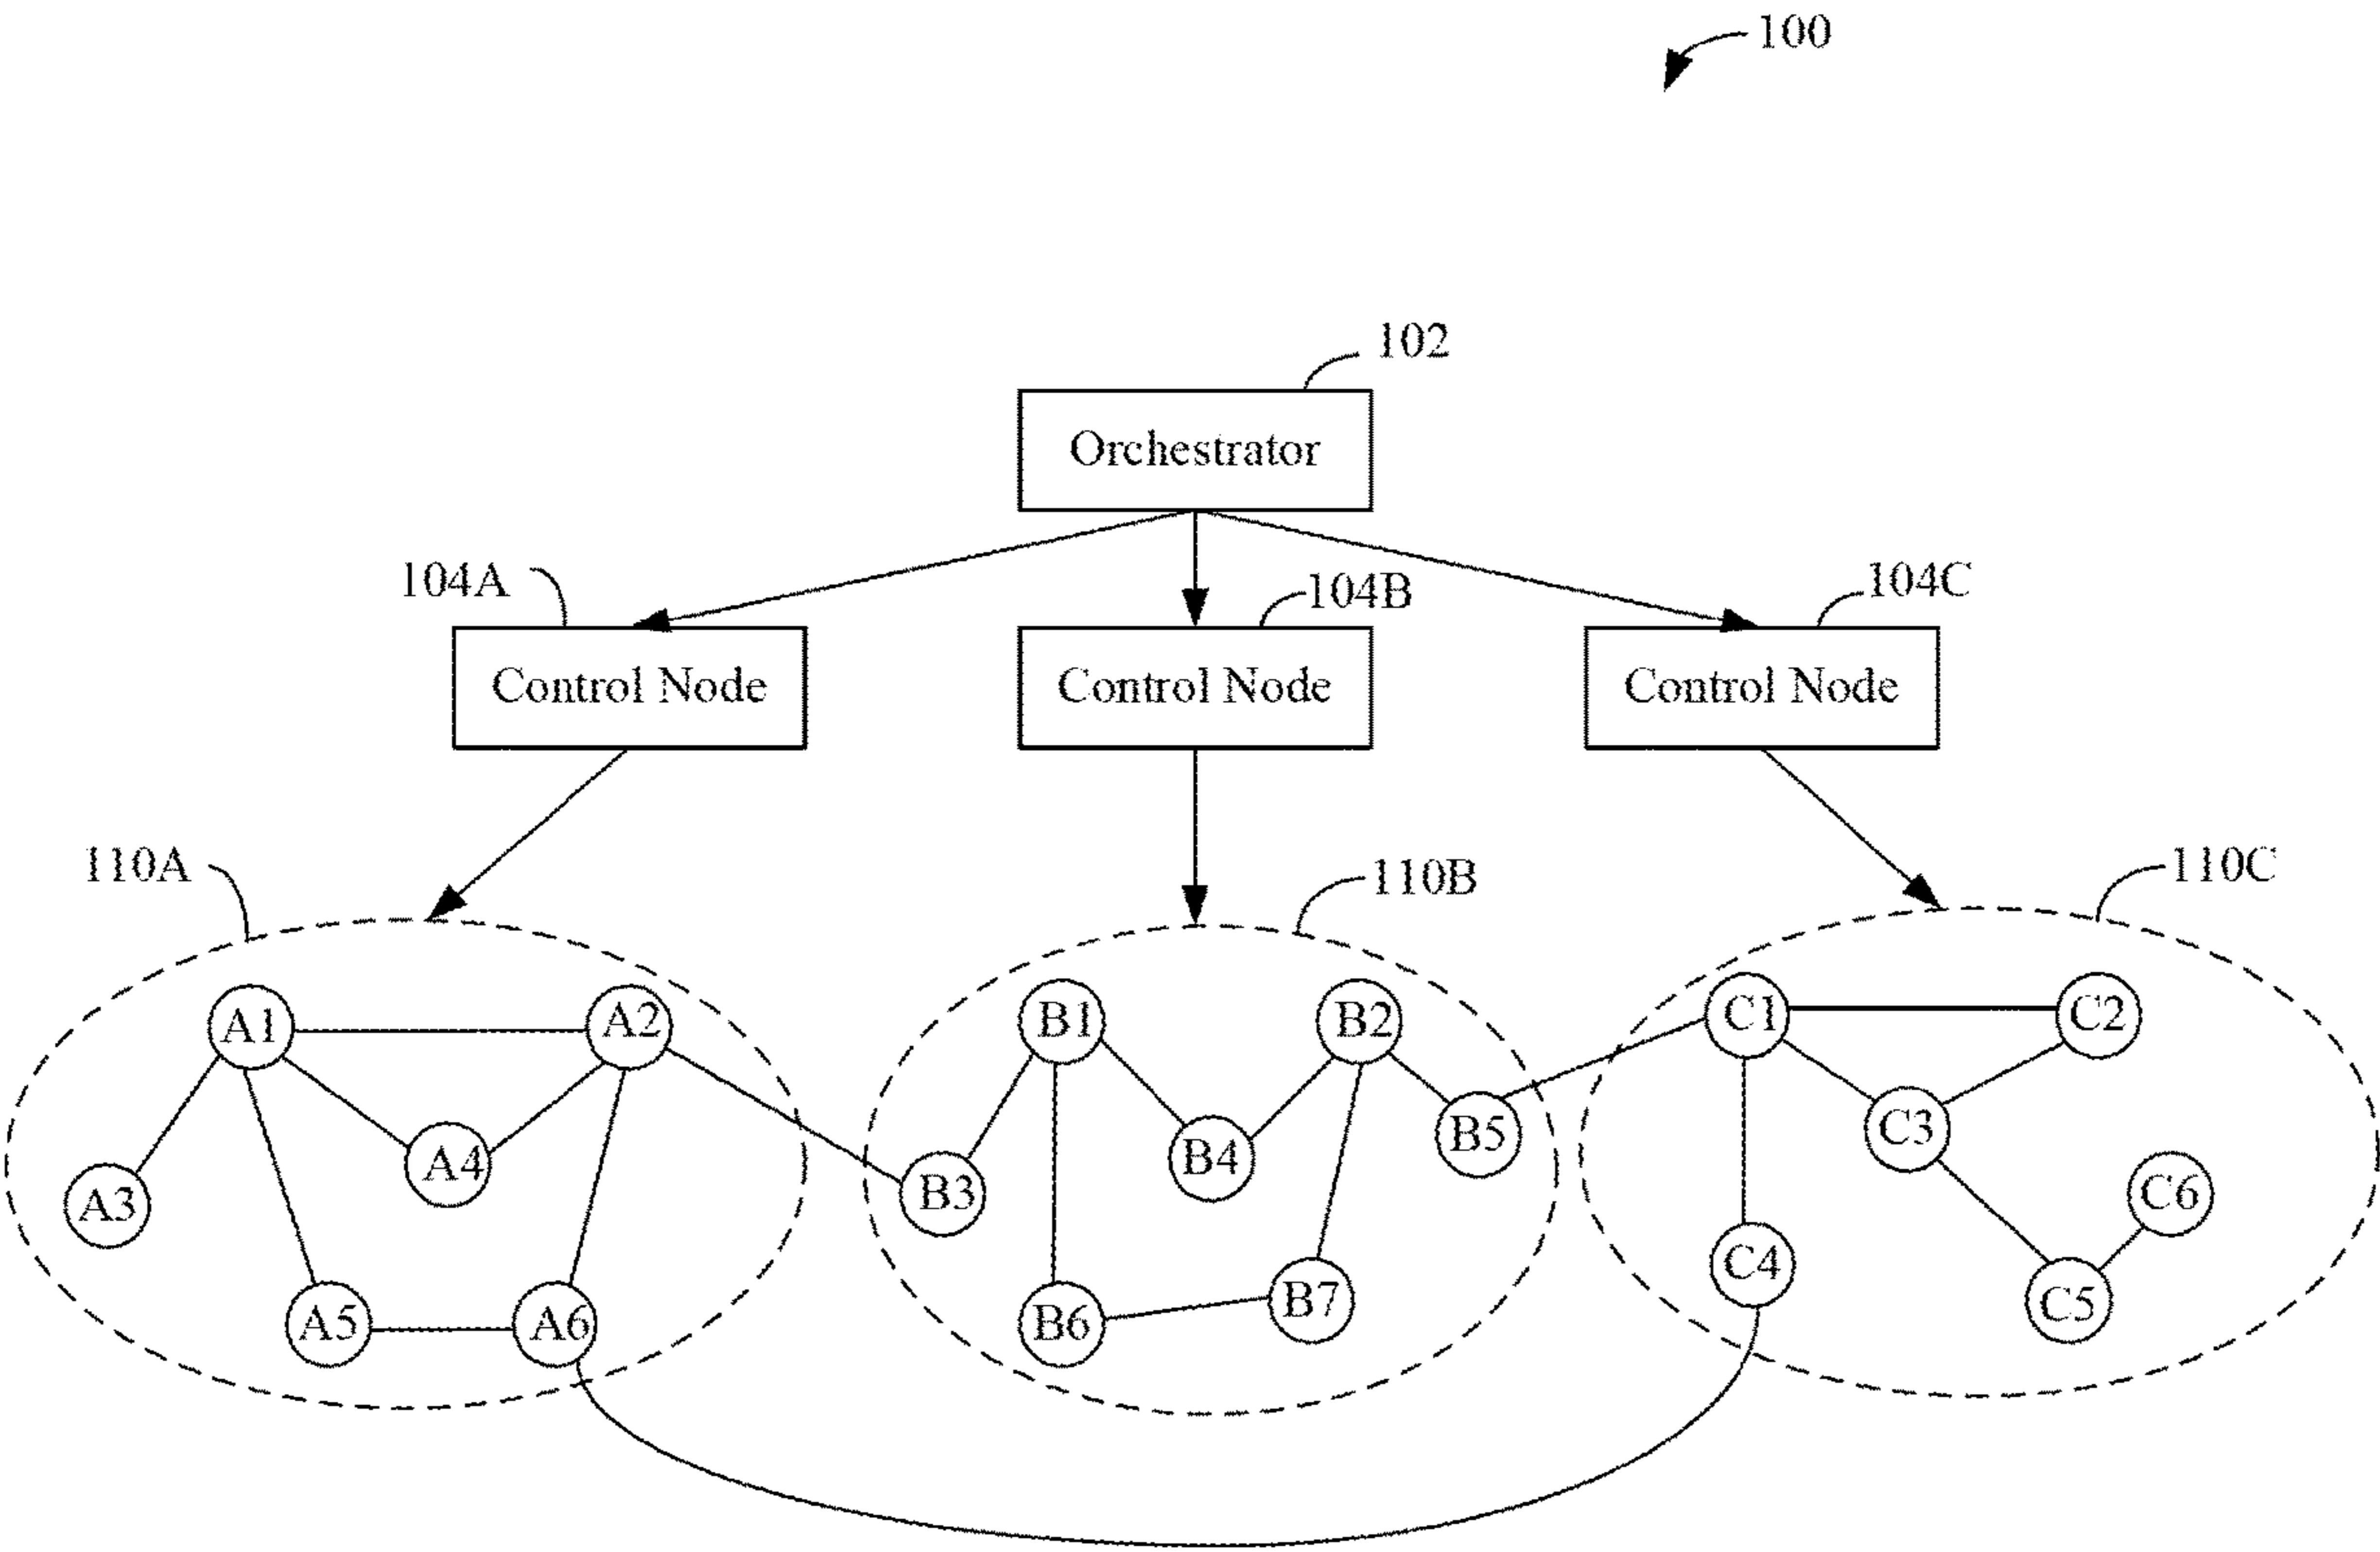 100
102
Orchestrator
104A
104B
104C
Control Node
Control Node
Control Node
110A
110B
110C
A1
A2
A3
A4
A5
A6
B1
B2
B3
B4
B5
B6
B7
C1
C2
C3
C4
C5
C6